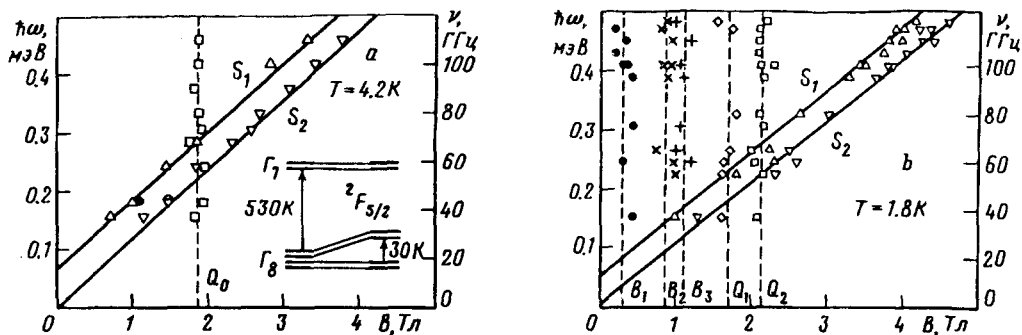 ħω,
мэВ
0,4
0,3
0,2
0,1
0
1
2
3
4
B, Тл
ν,
ГГц
100
80
60
40
20
0
a
T = 4.2K
S₁
S₂
Γ₇
530K
²F₅/₂
Γ₈
30K
Q₀
ħω,
мэВ
0,4
0,3
0,2
0,1
0
1
2
3
4
B, Тл
ν,
ГГц
100
80
60
40
20
0
S₁
S₂
b
T = 1.8K
B₁
B₂
B₃
Q₁
Q₂